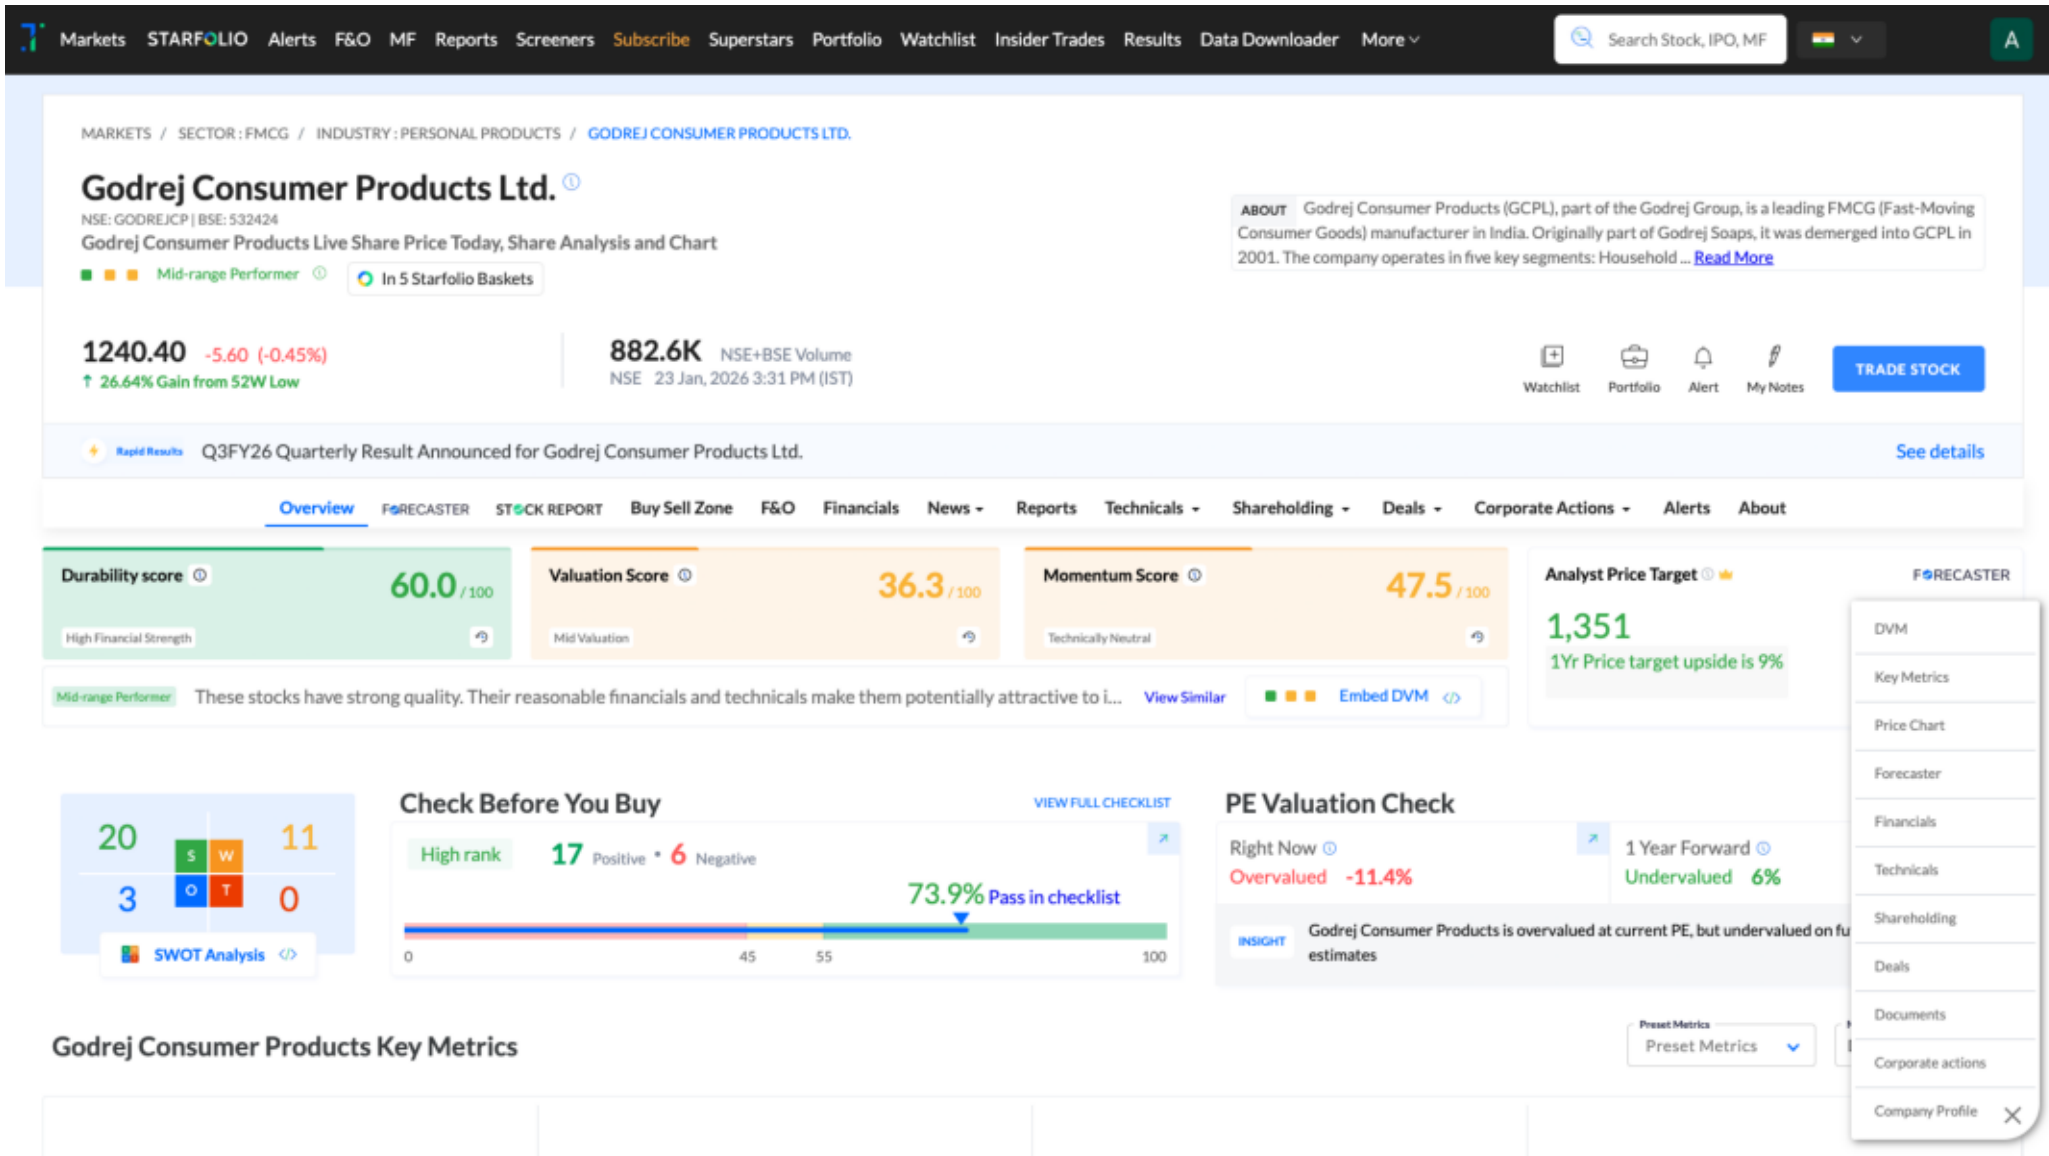 Markets STARFOLIO Alerts F&O MF Reports Screeners Subscribe Superstars Portfolio Watchlist Insider Trades Results Data Downloader More Search Stock, IPO, MF A
MARKETS / SECTOR : FMCG / INDUSTRY : PERSONAL PRODUCTS / GODREJ CONSUMER PRODUCTS LTD.
Godrej Consumer Products Ltd.
NSE: GODREJCP | BSE: 532424
Godrej Consumer Products Live Share Price Today, Share Analysis and Chart
Mid-range Performer In 5 Starfolio Baskets
ABOUT Godrej Consumer Products (GCPL), part of the Godrej Group, is a leading FMCG (Fast-Moving
Consumer Goods) manufacturer in India. Originally part of Godrej Soaps, it was demerged into GCPL in
2001. The company operates in five key segments: Household ... Read More
1240.40 -5.60 (-0.45%)
↑ 26.64% Gain from 52W Low
882.6K NSE+BSE Volume
NSE 23 Jan, 2026 3:31 PM (IST)
Watchlist Portfolio Alert My Notes TRADE STOCK
Rapid Results Q3FY26 Quarterly Result Announced for Godrej Consumer Products Ltd. See details
Overview FORECASTER STOCK REPORT Buy Sell Zone F&O Financials News Reports Technicals Shareholding Deals Corporate Actions Alerts About
Durability score 60.0 / 100
High Financial Strength
Valuation Score 36.3 / 100
Mid Valuation
Momentum Score 47.5 / 100
Technically Neutral
Analyst Price Target FORECASTER
1,351
1Yr Price target upside is 9%
Mid-range Performer These stocks have strong quality. Their reasonable financials and technicals make them potentially attractive to i... View Similar Embed DVM </>
20 S W 11
3 O T 0
SWOT Analysis </>
Check Before You Buy VIEW FULL CHECKLIST
High rank 17 Positive • 6 Negative
73.9% Pass in checklist
0 45 55 100
PE Valuation Check
Right Now
Overvalued -11.4%
1 Year Forward
Undervalued 6%
INSIGHT Godrej Consumer Products is overvalued at current PE, but undervalued on fu
estimates
Godrej Consumer Products Key Metrics
Preset Metrics
Preset Metrics
DVM
Key Metrics
Price Chart
Forecaster
Financials
Technicals
Shareholding
Deals
Documents
Corporate actions
Company Profile